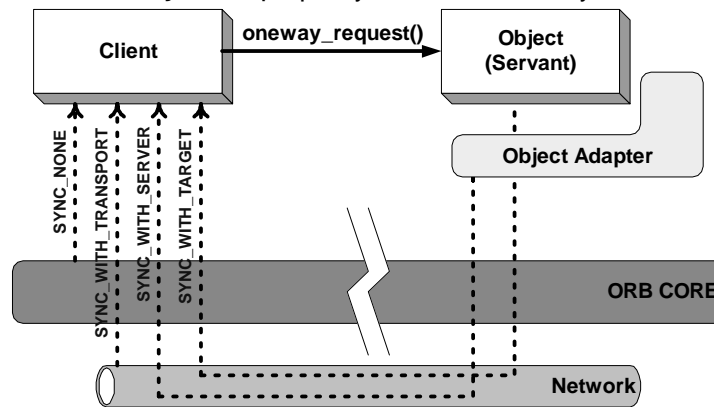 oneway_request()
Client
Object
(Servant)
Object Adapter
SYNC_NONE
SYNC_WITH_TRANSPORT
SYNC_WITH_SERVER
SYNC_WITH_TARGET
ORB CORE
Network